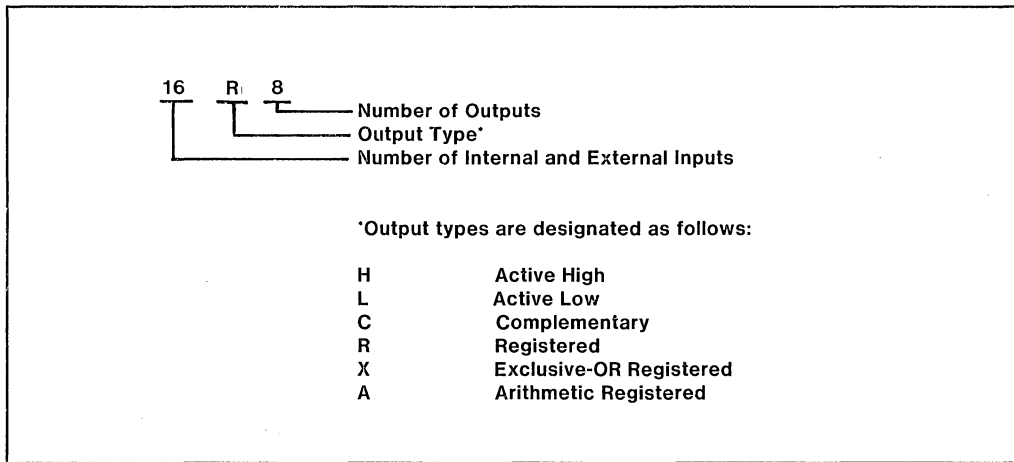 16 R 8
Number of Outputs
Output Type*
Number of Internal and External Inputs
*Output types are designated as follows:
H Active High
L Active Low
C Complementary
R Registered
X Exclusive-OR Registered
A Arithmetic Registered